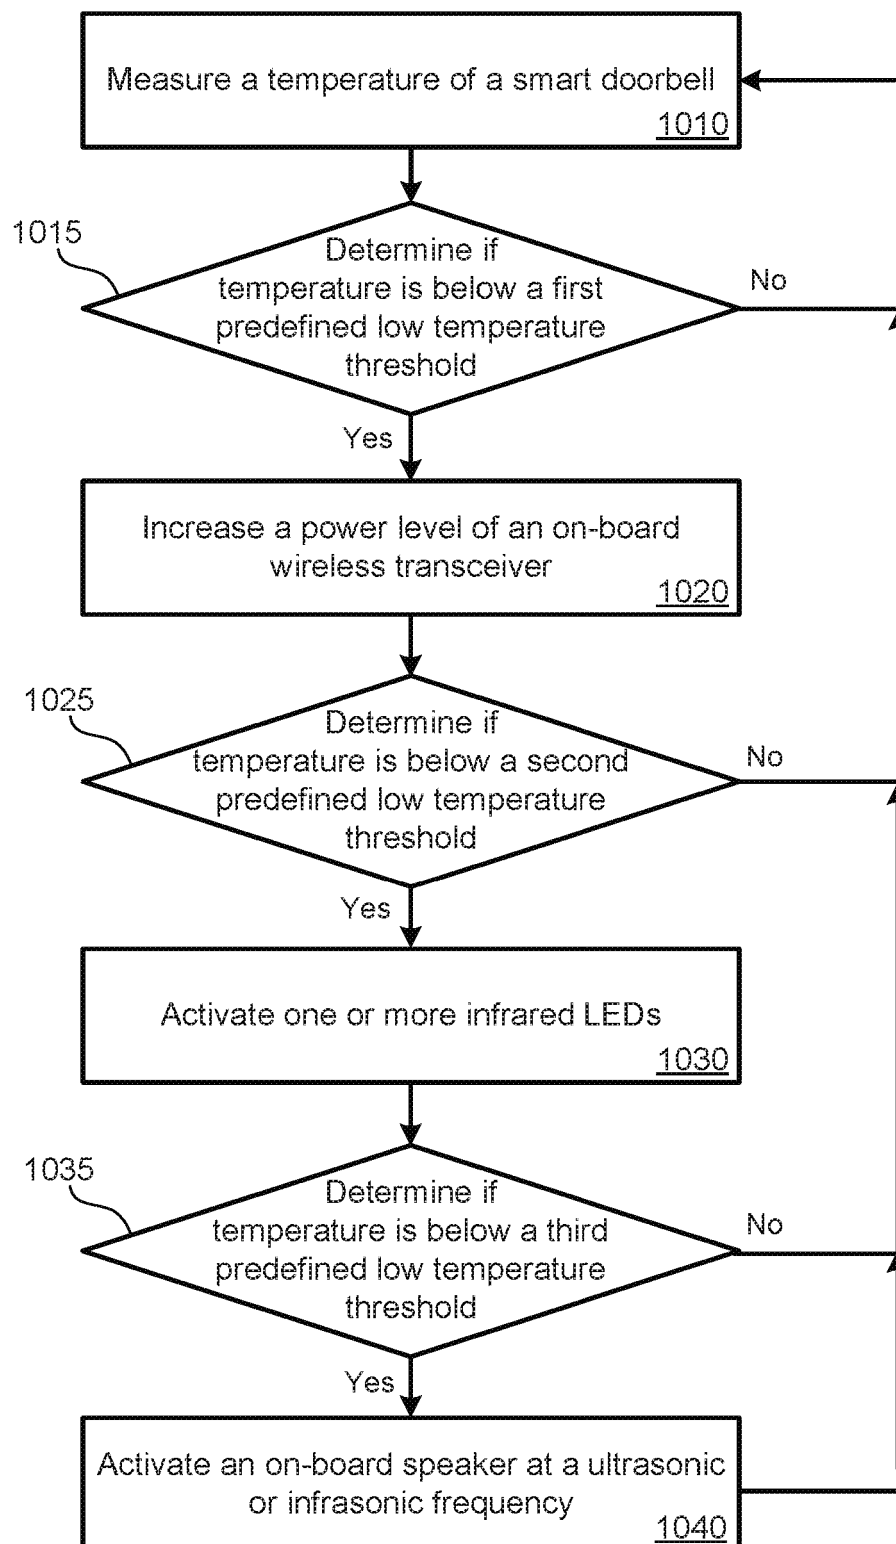 Measure a temperature of a smart doorbell
1010
1015
Determine if
temperature is below a first
predefined low temperature
threshold
No
Yes
Increase a power level of an on-board
wireless transceiver
1020
1025
Determine if
temperature is below a second
predefined low temperature
threshold
No
Yes
Activate one or more infrared LEDs
1030
1035
Determine if
temperature is below a third
predefined low temperature
threshold
No
Yes
Activate an on-board speaker at a ultrasonic
or infrasonic frequency
1040